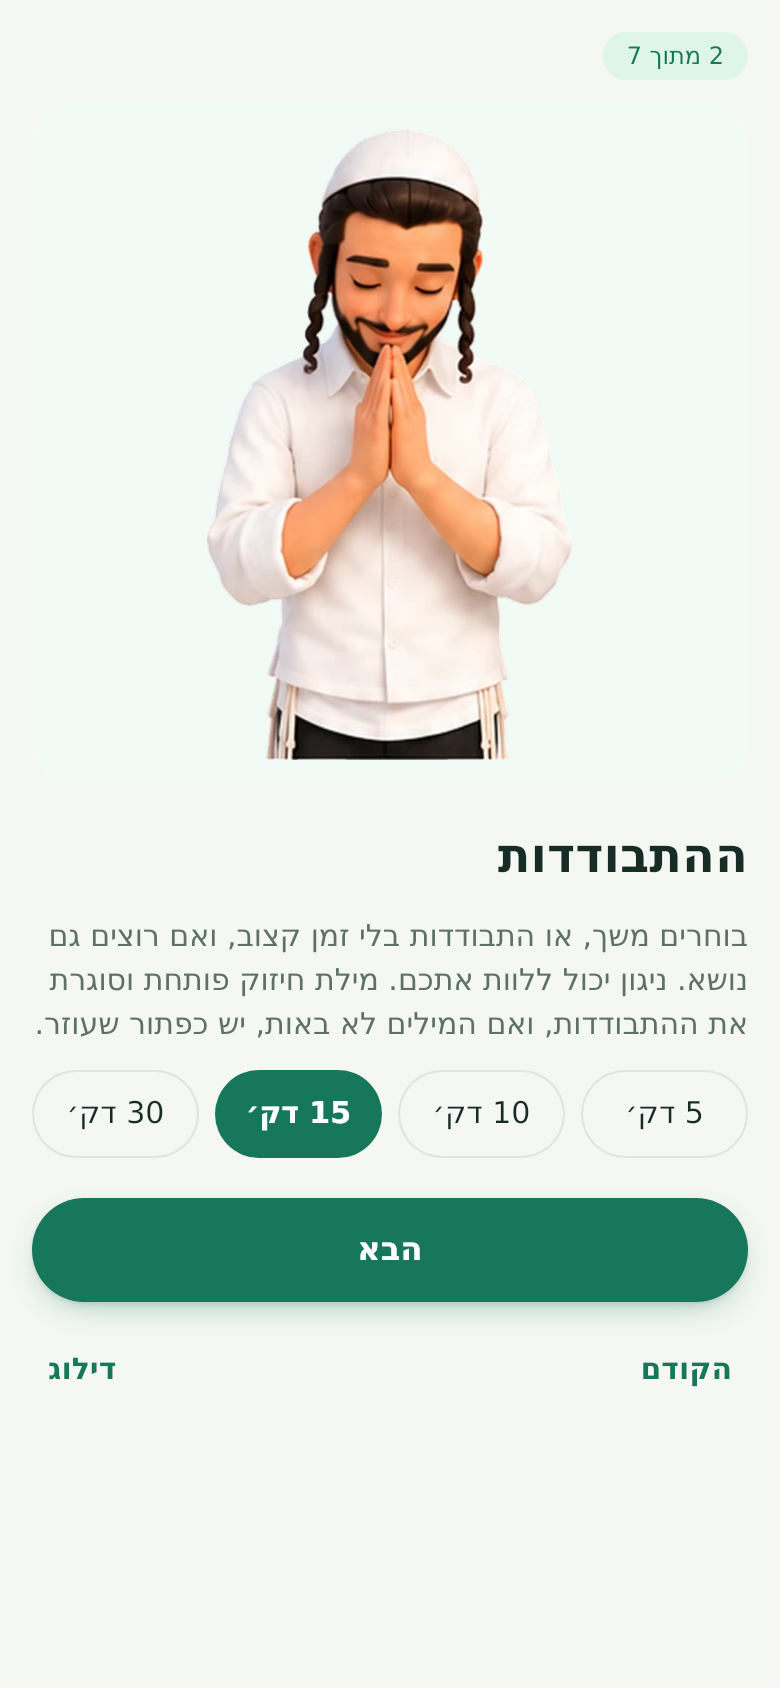 2 מתוך 7
ההתבודדות
בוחרים משך, או התבודדות בלי זמן קצוב, ואם רוצים גם
נושא. ניגון יכול ללוות אתכם. מילת חיזוק פותחת וסוגרת
את ההתבודדות, ואם המילים לא באות, יש כפתור שעוזר.
5 דק׳
10 דק׳
15 דק׳
30 דק׳
הבא
הקודם
דילוג